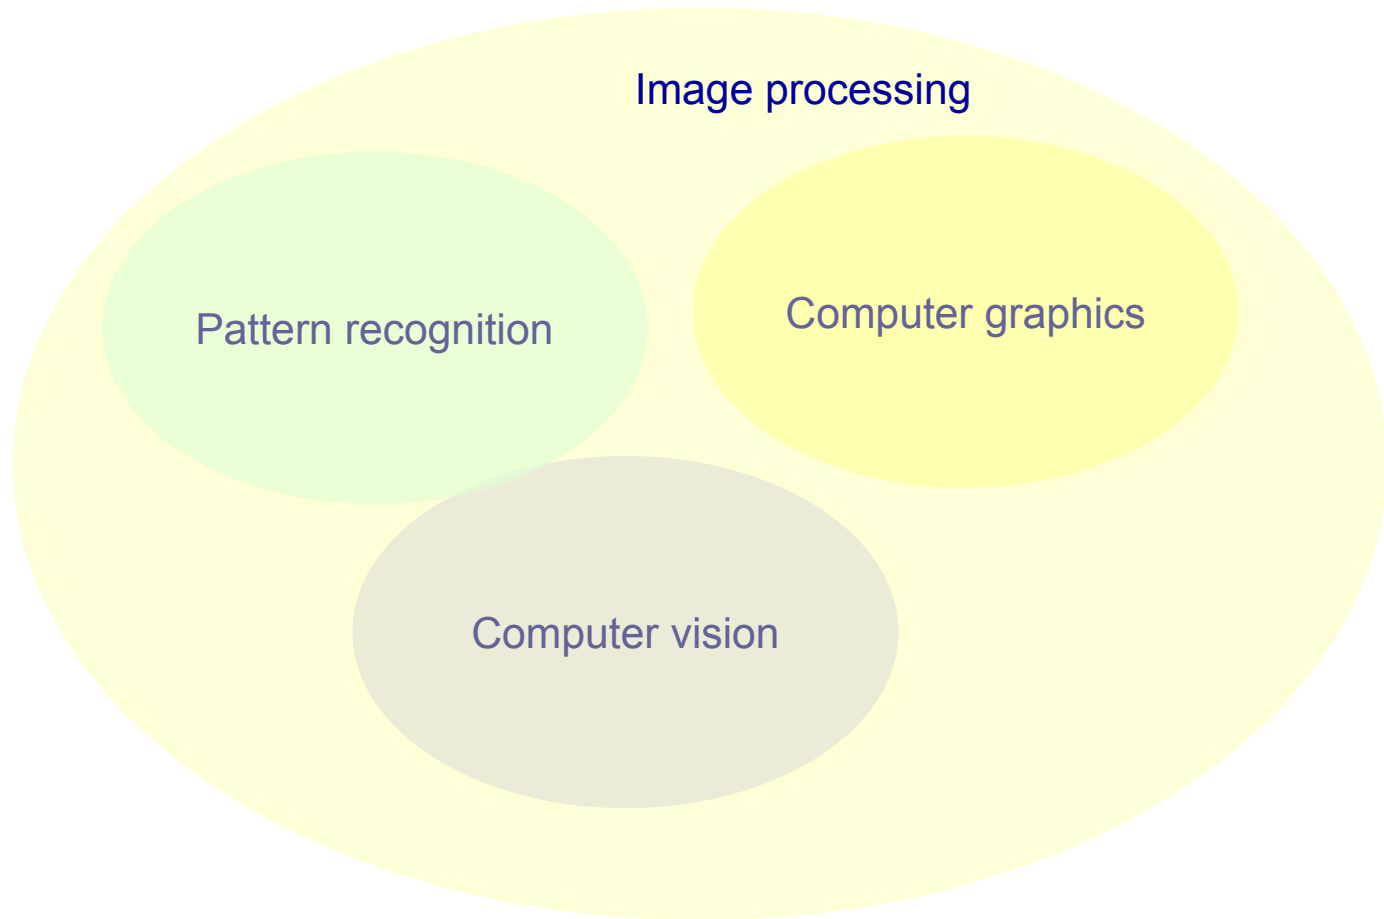 Image processing
Computer graphics
Pattern recognition
Computer vision